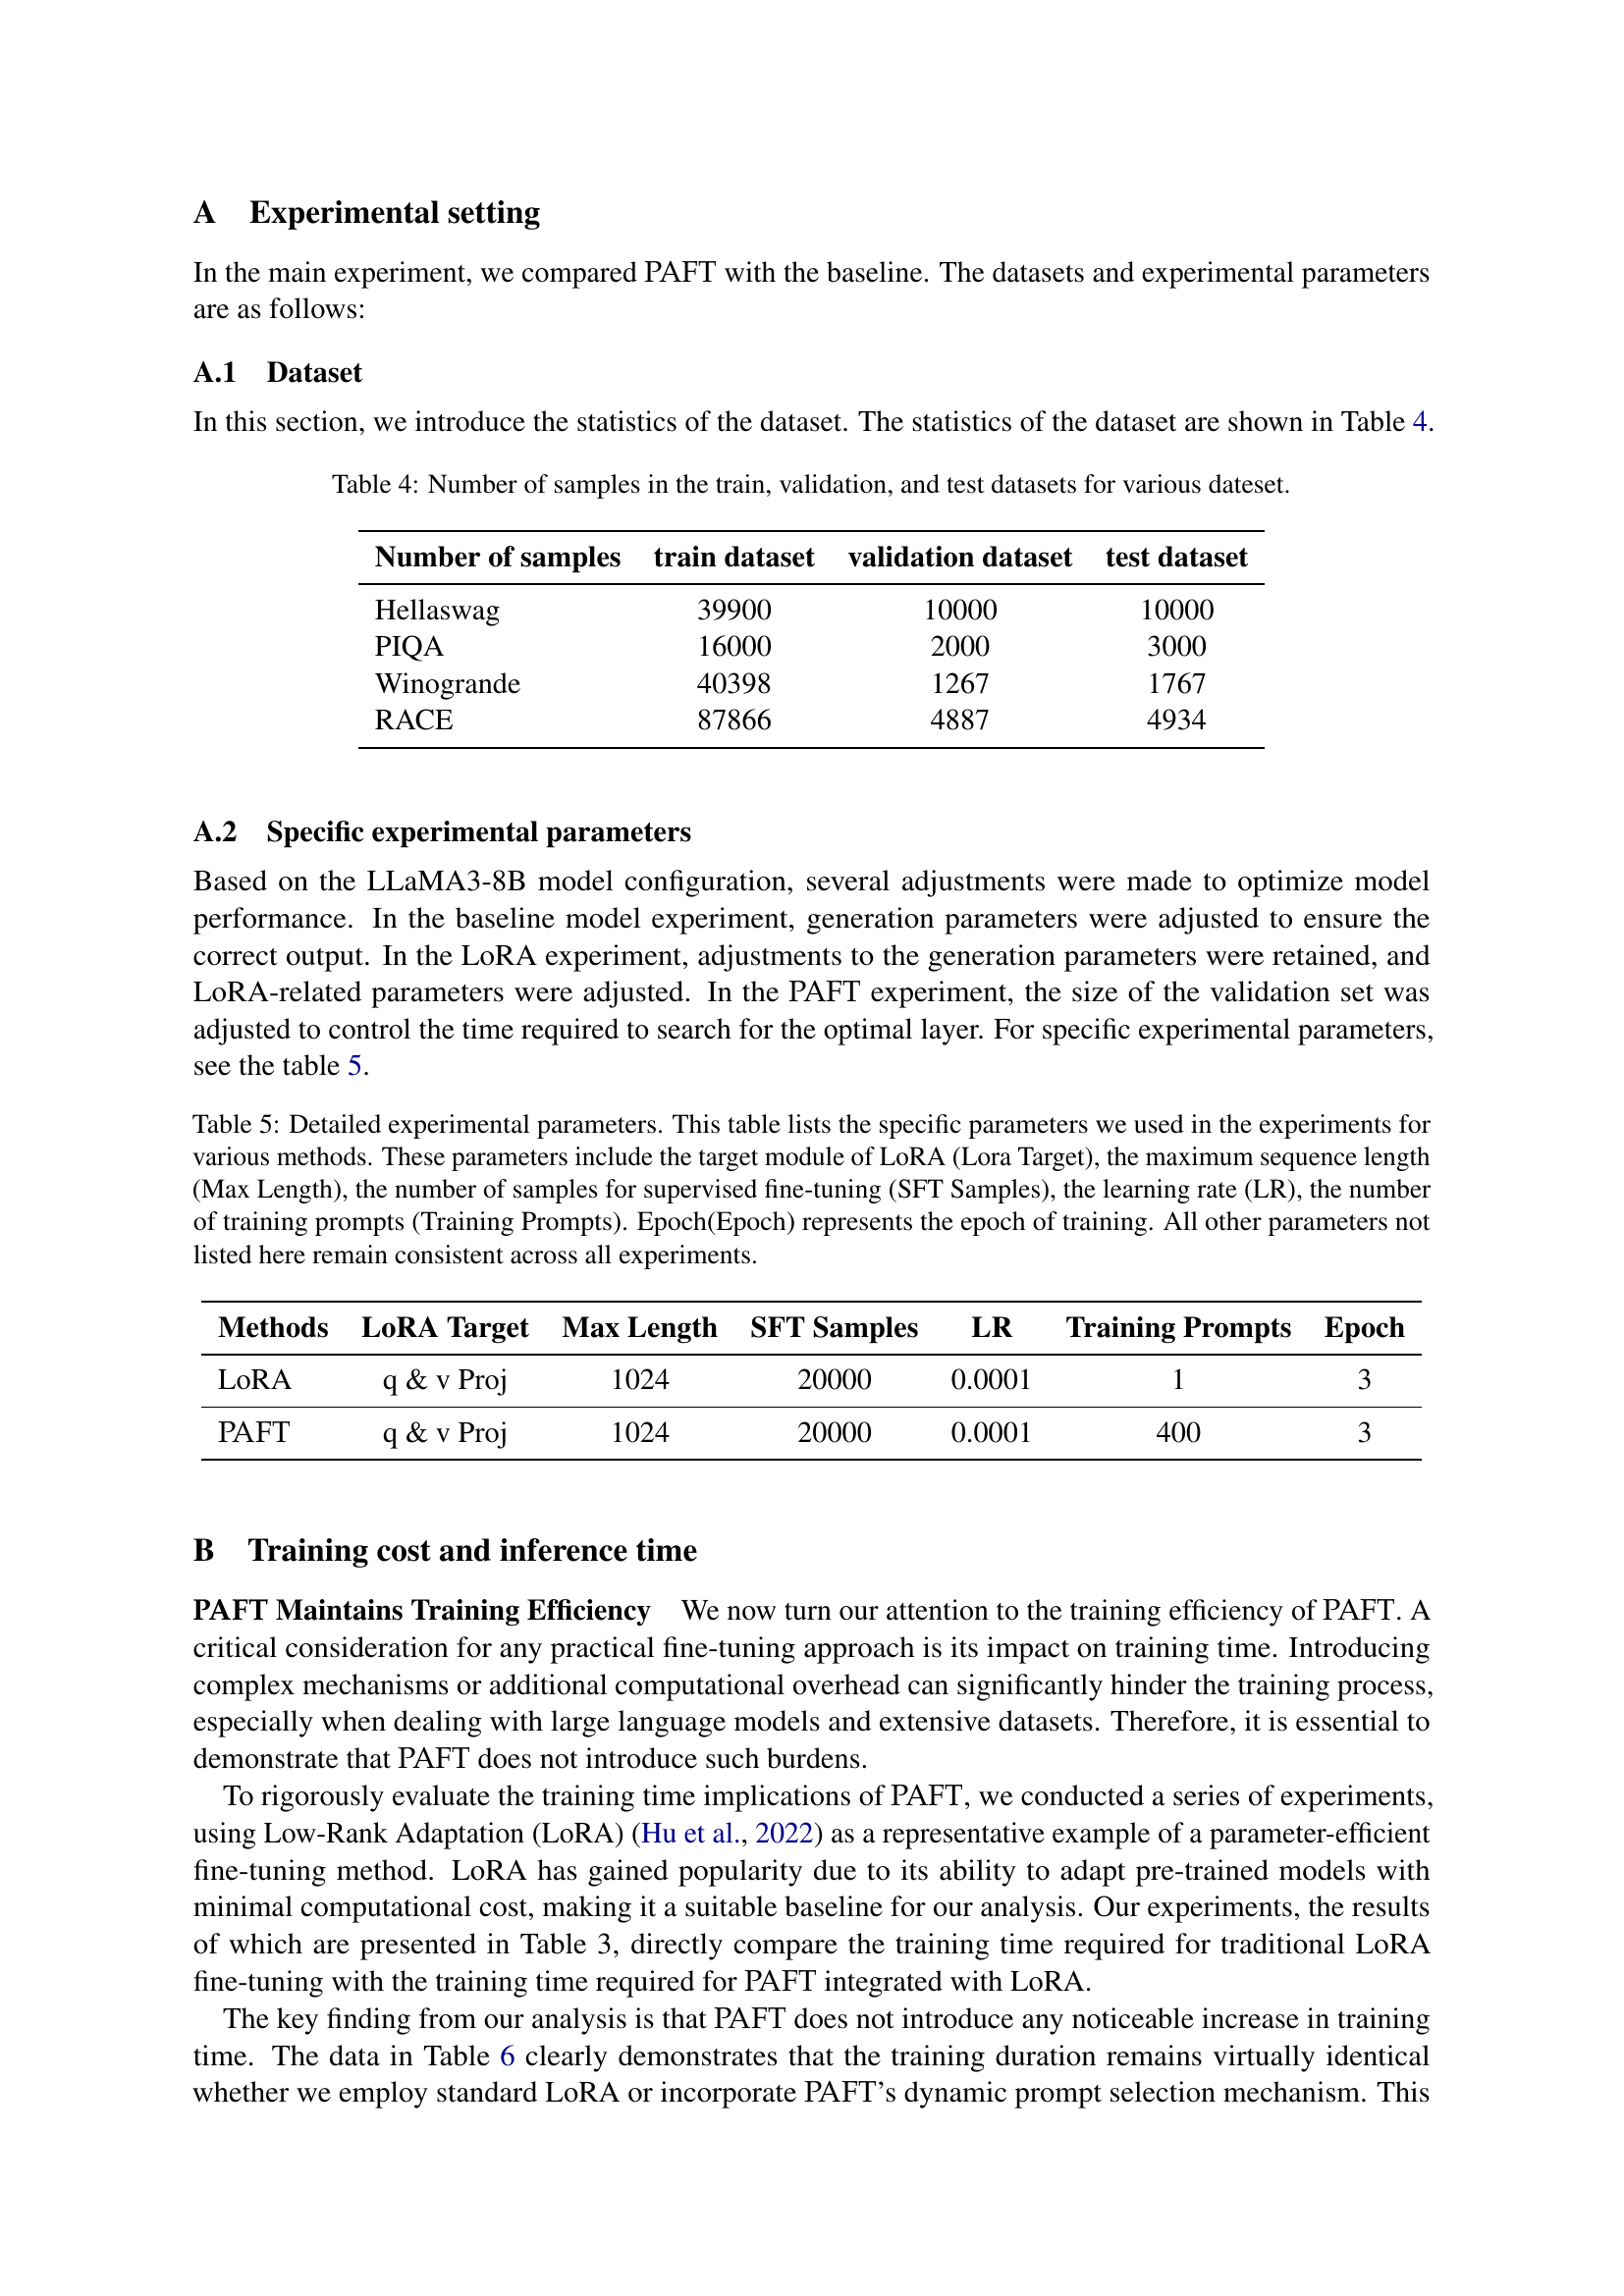 A Experimental setting
In the main experiment, we compared PAFT with the baseline. The datasets and experimental parameters
are as follows:
A.1 Dataset
In this section, we introduce the statistics of the dataset. The statistics of the dataset are shown in Table 4.
Table 4: Number of samples in the train, validation, and test datasets for various dateset.
Number of samples train dataset validation dataset test dataset
Hellaswag 39900 10000 10000
PIQA 16000 2000 3000
Winogrande 40398 1267 1767
RACE 87866 4887 4934
A.2 Specific experimental parameters
Based on the LLaMA3-8B model configuration, several adjustments were made to optimize model
performance. In the baseline model experiment, generation parameters were adjusted to ensure the
correct output. In the LoRA experiment, adjustments to the generation parameters were retained, and
LoRA-related parameters were adjusted. In the PAFT experiment, the size of the validation set was
adjusted to control the time required to search for the optimal layer. For specific experimental parameters,
see the table 5.
Table 5: Detailed experimental parameters. This table lists the specific parameters we used in the experiments for
various methods. These parameters include the target module of LoRA (Lora Target), the maximum sequence length
(Max Length), the number of samples for supervised fine-tuning (SFT Samples), the learning rate (LR), the number
of training prompts (Training Prompts). Epoch(Epoch) represents the epoch of training. All other parameters not
listed here remain consistent across all experiments.
Methods LoRA Target Max Length SFT Samples LR Training Prompts Epoch
LoRA q & v Proj 1024 20000 0.0001 1 3
PAFT q & v Proj 1024 20000 0.0001 400 3
B Training cost and inference time
PAFT Maintains Training Efficiency We now turn our attention to the training efficiency of PAFT. A
critical consideration for any practical fine-tuning approach is its impact on training time. Introducing
complex mechanisms or additional computational overhead can significantly hinder the training process,
especially when dealing with large language models and extensive datasets. Therefore, it is essential to
demonstrate that PAFT does not introduce such burdens.
To rigorously evaluate the training time implications of PAFT, we conducted a series of experiments,
using Low-Rank Adaptation (LoRA) (Hu et al., 2022) as a representative example of a parameter-efficient
fine-tuning method. LoRA has gained popularity due to its ability to adapt pre-trained models with
minimal computational cost, making it a suitable baseline for our analysis. Our experiments, the results
of which are presented in Table 3, directly compare the training time required for traditional LoRA
fine-tuning with the training time required for PAFT integrated with LoRA.
The key finding from our analysis is that PAFT does not introduce any noticeable increase in training
time. The data in Table 6 clearly demonstrates that the training duration remains virtually identical
whether we employ standard LoRA or incorporate PAFT's dynamic prompt selection mechanism. This